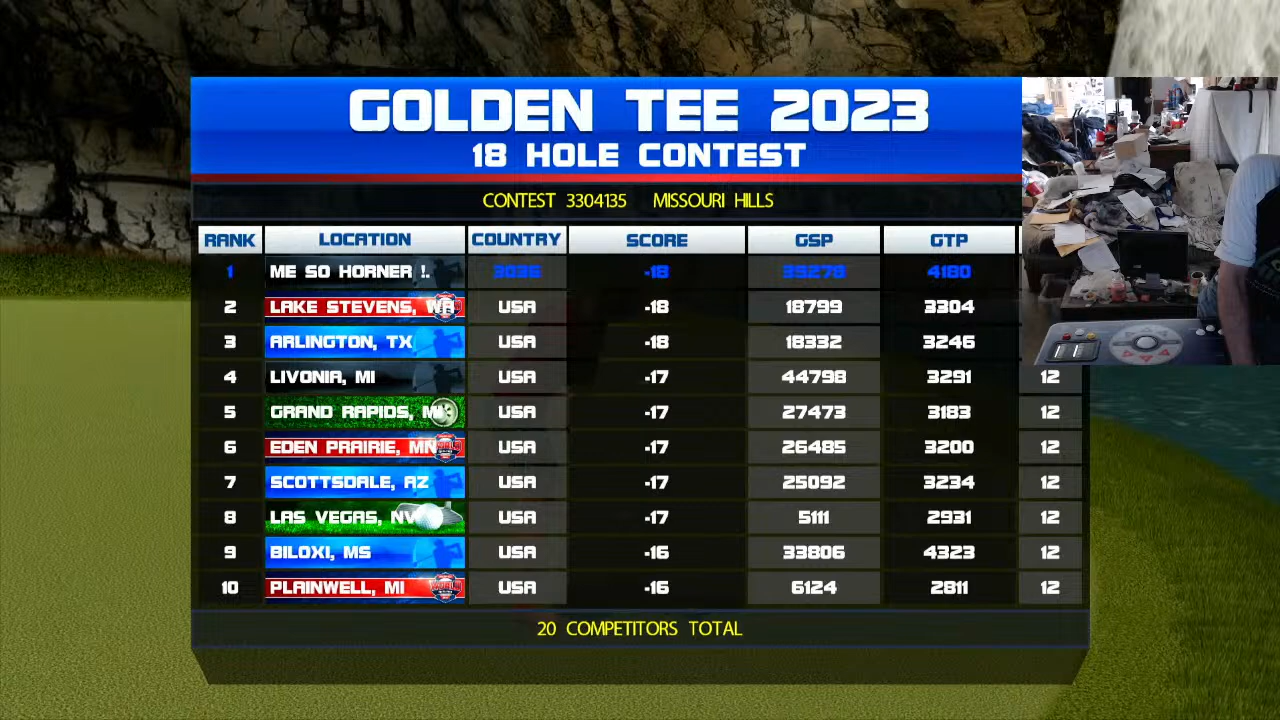 GOLDEN TEE 2023
18 HOLE CONTEST
CONTEST 3304135 MISSOURI HILLS
RANK LOCATION COUNTRY SCORE GSP GTP
1 ME SO HORNER !. 3036 -18 39278 4180
2 LAKE STEVENS, WA USA -18 18799 3304
3 ARLINGTON, TX USA -18 18332 3246
4 LIVONIA, MI USA -17 44798 3291 12
5 GRAND RAPIDS, MI USA -17 27473 3183 12
6 EDEN PRAIRIE, MN USA -17 26485 3200 12
7 SCOTTSDALE, AZ USA -17 25092 3234 12
8 LAS VEGAS, NV USA -17 5111 2931 12
9 BILOXI, MS USA -16 33806 4323 12
10 PLAINWELL, MI USA -16 6124 2811 12
20 COMPETITORS TOTAL